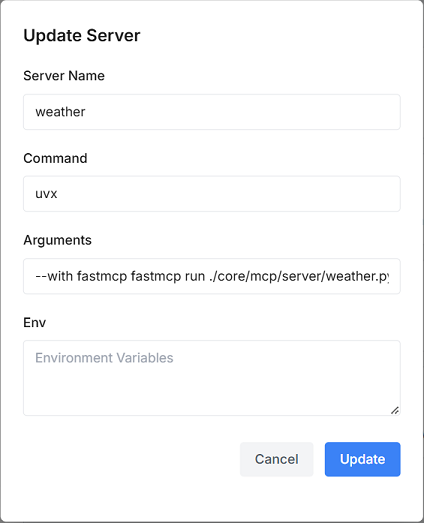 Update Server
Server Name
weather
Command
uvx
Arguments
--with fastmcp fastmcp run ./core/mcp/server/weather.py
Env
Environment Variables
Cancel Update